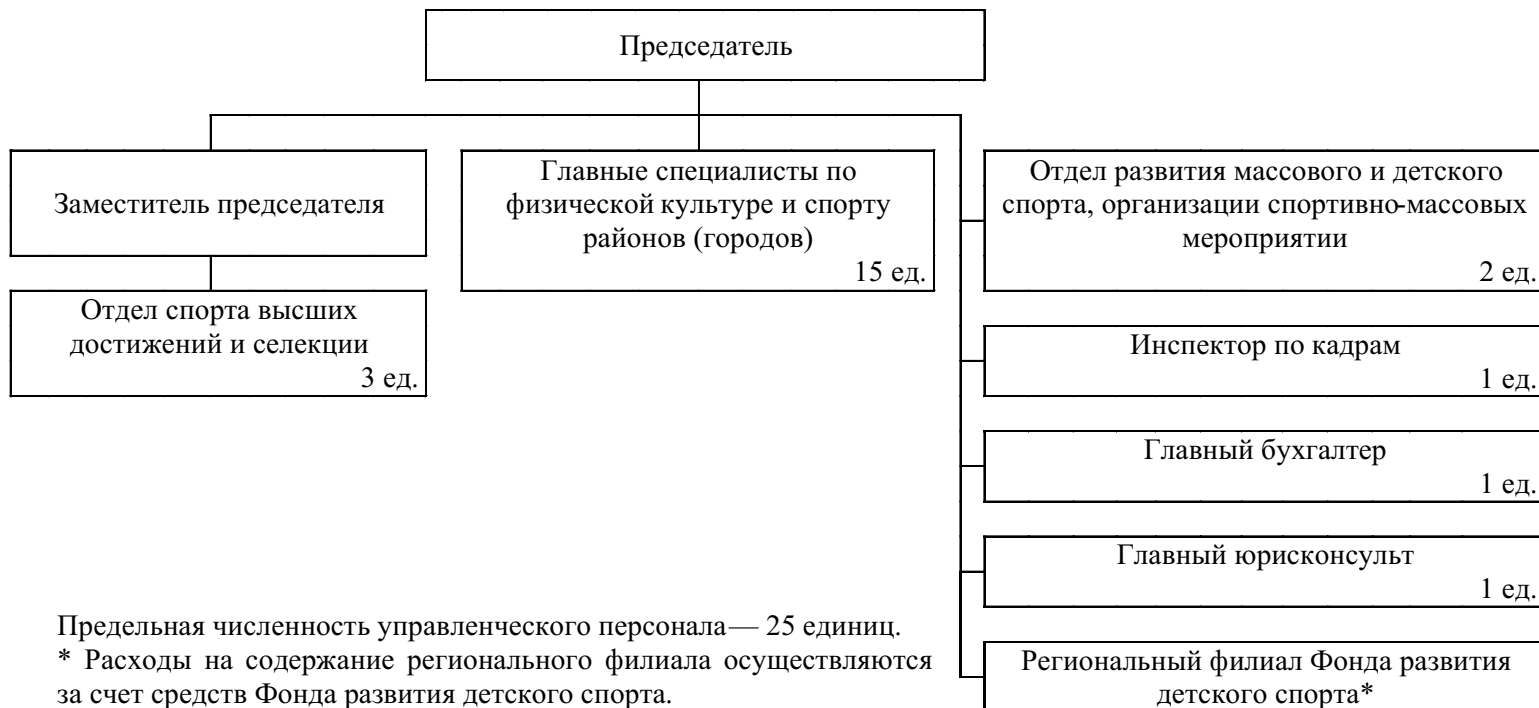 Председатель
Заместитель председателя
Главные специалисты по
физической культуре и спорту
районов (городов)
15 ед.
Отдел развития массового и детского
спорта, организации спортивно-массовых
мероприятии
2 ед.
Отдел спорта высших
достижений и селекции
3 ед.
Инспектор по кадрам
1 ед.
Главный бухгалтер
1 ед.
Главный юрисконсульт
1 ед.
Региональный филиал Фонда развития
детского спорта*
Предельная численность управленческого персонала— 25 единиц.
* Расходы на содержание регионального филиала осуществляются
за счет средств Фонда развития детского спорта.